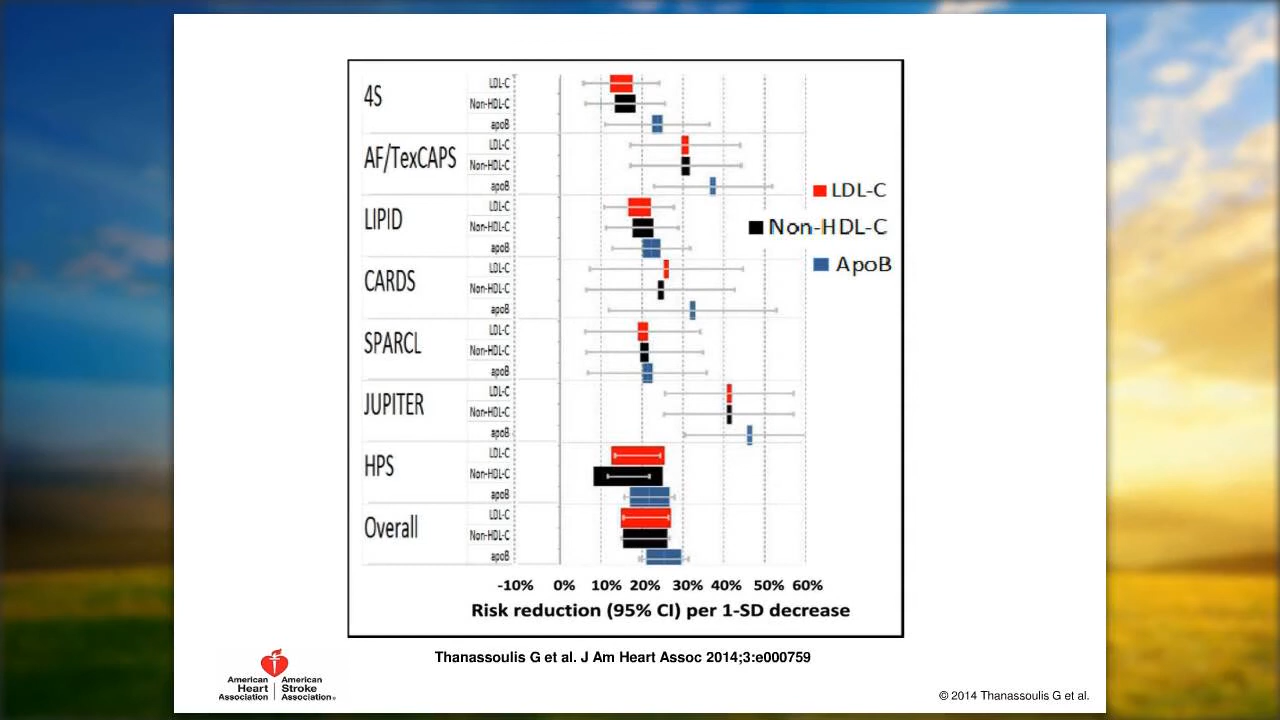 4S
LDL-C
Non-HDL-C
apoB
AF/TexCAPS
LDL-C
Non-HDL-C
apoB
LIPID
LDL-C
Non-HDL-C
apoB
CARDS
LDL-C
Non-HDL-C
apoB
SPARCL
LDL-C
Non-HDL-C
apoB
JUPITER
LDL-C
Non-HDL-C
apoB
HPS
LDL-C
Non-HDL-C
apoB
Overall
LDL-C
Non-HDL-C
apoB
LDL-C
Non-HDL-C
ApoB
-10% 0% 10% 20% 30% 40% 50% 60%
Risk reduction (95% CI) per 1-SD decrease
Thanassoulis G et al. J Am Heart Assoc 2014;3:e000759
American Heart Association
American Stroke Association®
© 2014 Thanassoulis G et al.